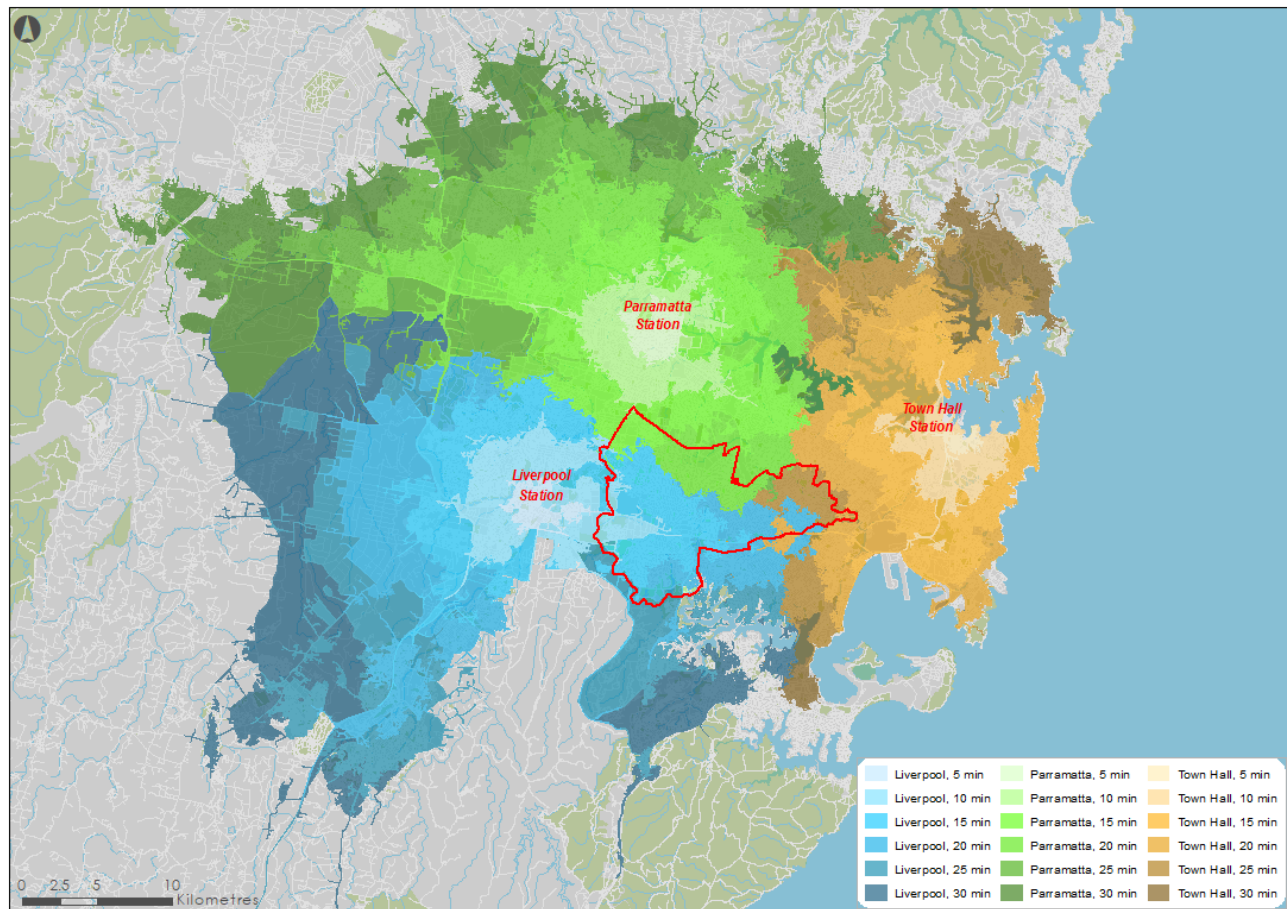 Parramatta
Station
Town Hall
Station
Liverpool
Station
Liverpool, 5 min Parramatta, 5 min Town Hall, 5 min
Liverpool, 10 min Parramatta, 10 min Town Hall, 10 min
Liverpool, 15 min Parramatta, 15 min Town Hall, 15 min
Liverpool, 20 min Parramatta, 20 min Town Hall, 20 min
Liverpool, 25 min Parramatta, 25 min Town Hall, 25 min
Liverpool, 30 min Parramatta, 30 min Town Hall, 30 min
0 2.5 5 10
Kilometres